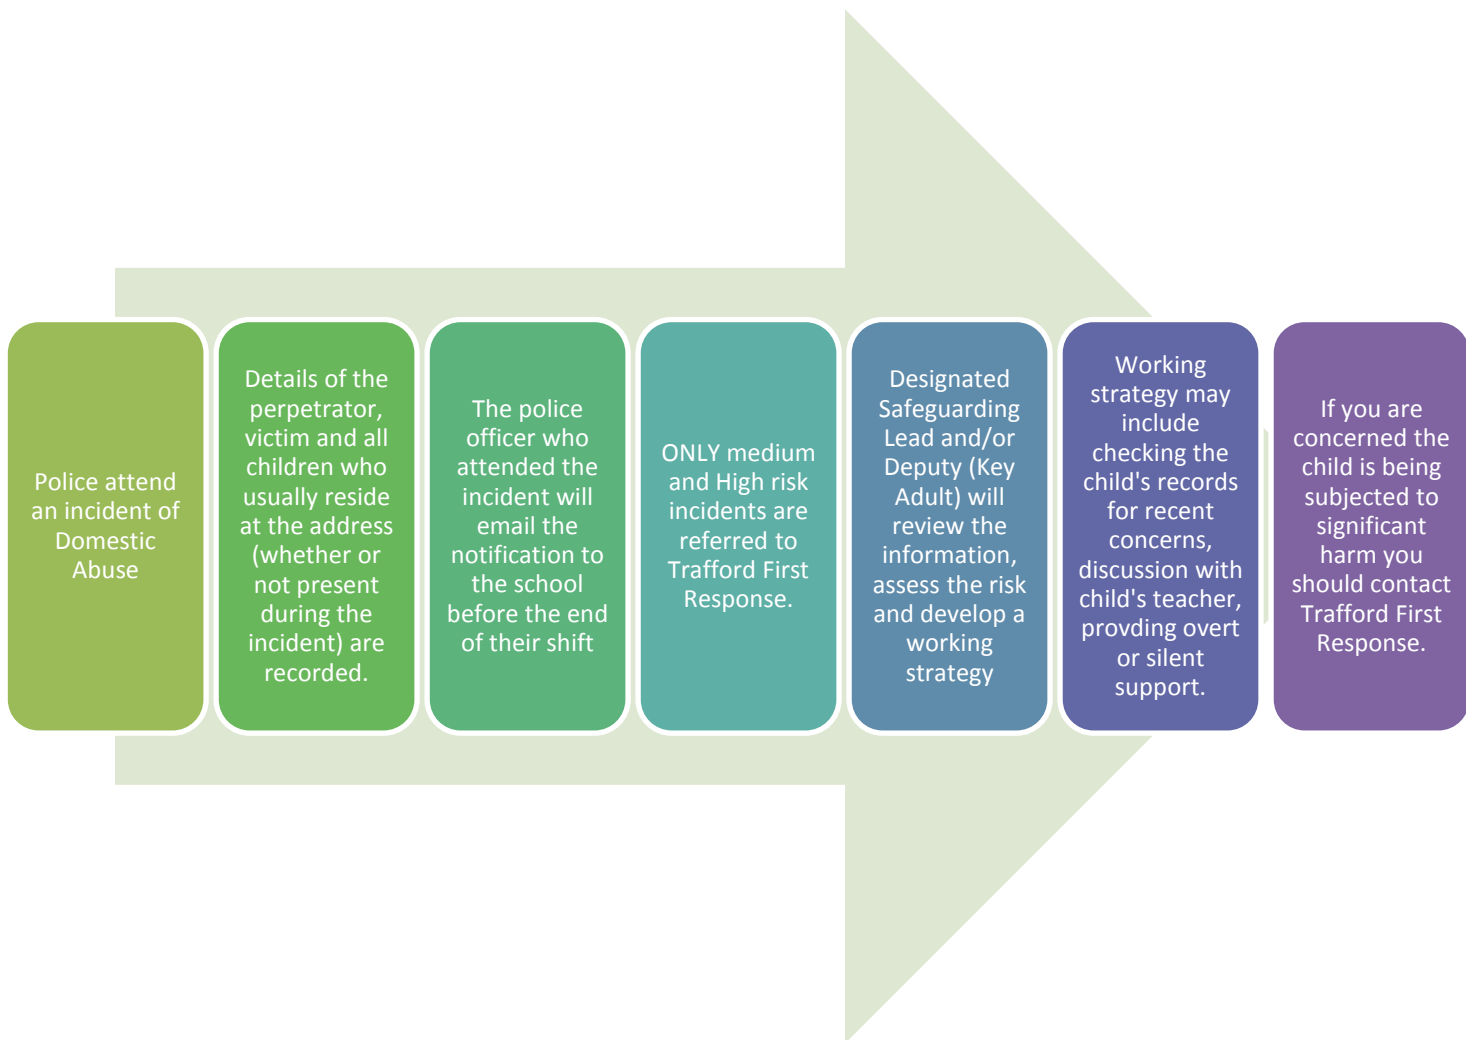 Police attend
an incident of
Domestic
Abuse
Details of the
perpetrator,
victim and all
children who
usually reside
at the address
(whether or
not present
during the
incident) are
recorded.
The police
officer who
attended the
incident will
email the
notification to
the school
before the end
of their shift
ONLY medium
and High risk
incidents are
referred to
Trafford First
Response.
Designated
Safeguarding
Lead and/or
Deputy (Key
Adult) will
review the
information,
assess the risk
and develop a
working
strategy
Working
strategy may
include
checking the
child's records
for recent
concerns,
discussion with
child's teacher,
provding overt
or silent
support.
If you are
concerned the
child is being
subjected to
significant
harm you
should contact
Trafford First
Response.